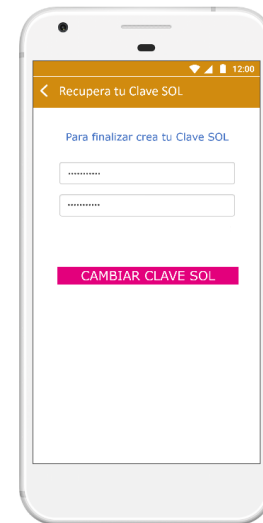 12:00
Recupera tu Clave SOL
Para finalizar crea tu Clave SOL
CAMBIAR CLAVE SOL